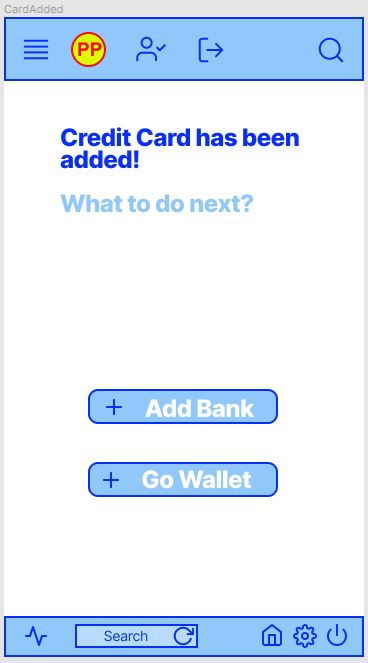 CardAdded
PP
Credit Card has been
added!
What to do next?
Add Bank
Go Wallet
Search